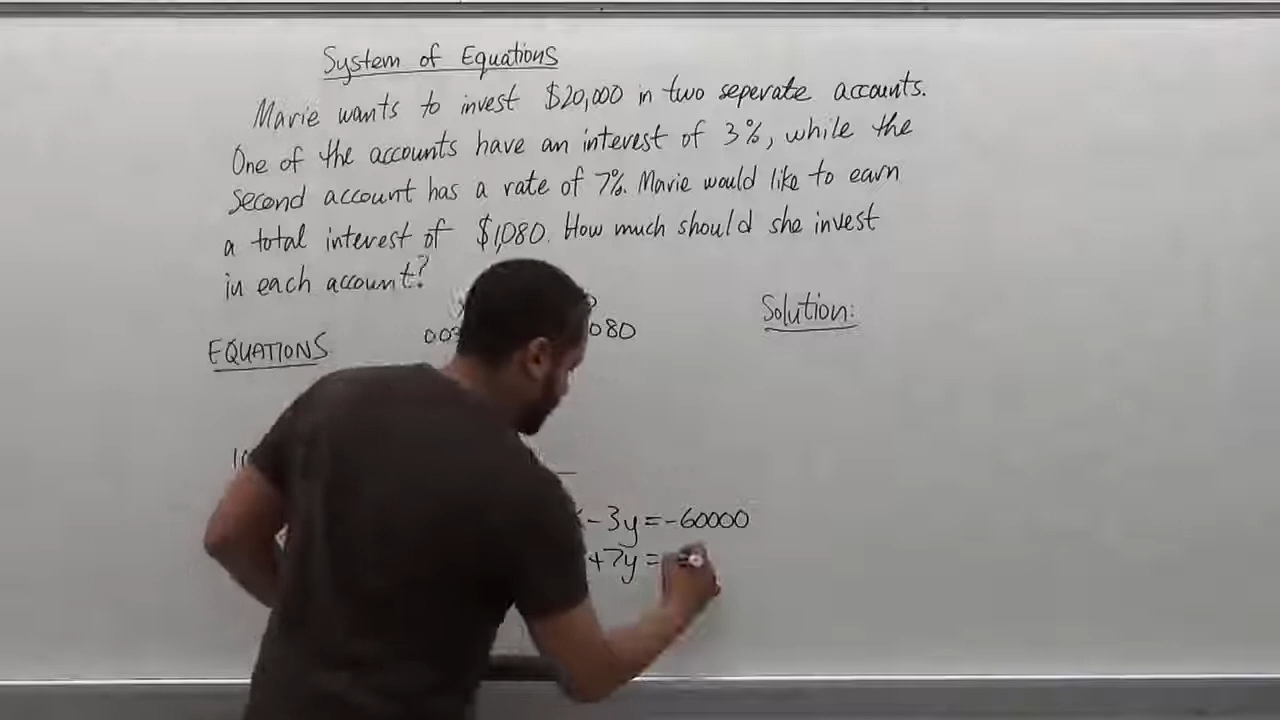 System of Equations
Marie wants to invest $20,000 in two seperate accounts.
One of the accounts have an interest of 3%, while the
second account has a rate of 7%. Marie would like to earn
a total interest of $1,080. How much should she invest
in each account?
Solution:
0.03 080
EQUATIONS
10
- 3y = -60000
+7y =